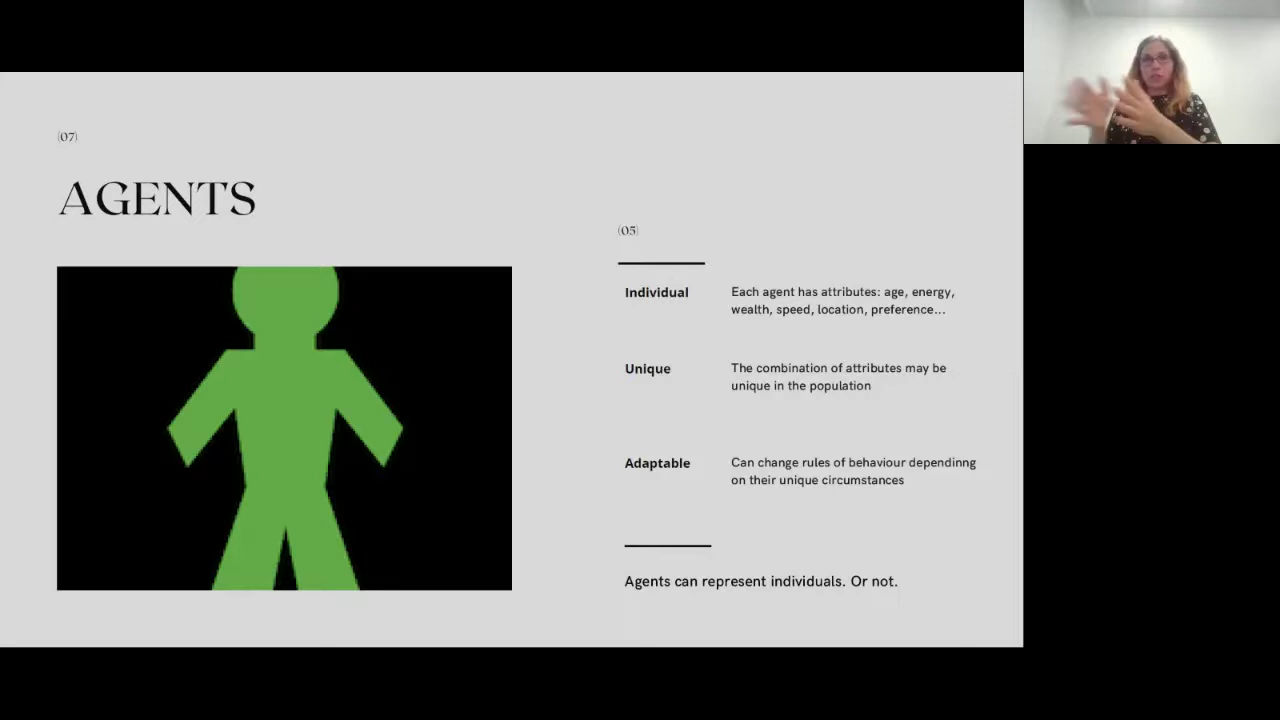 (07)
AGENTS
(05)
Individual
Each agent has attributes: age, energy,
wealth, speed, location, preference...
Unique
The combination of attributes may be
unique in the population
Adaptable
Can change rules of behaviour dependinng
on their unique circumstances
Agents can represent individuals. Or not.